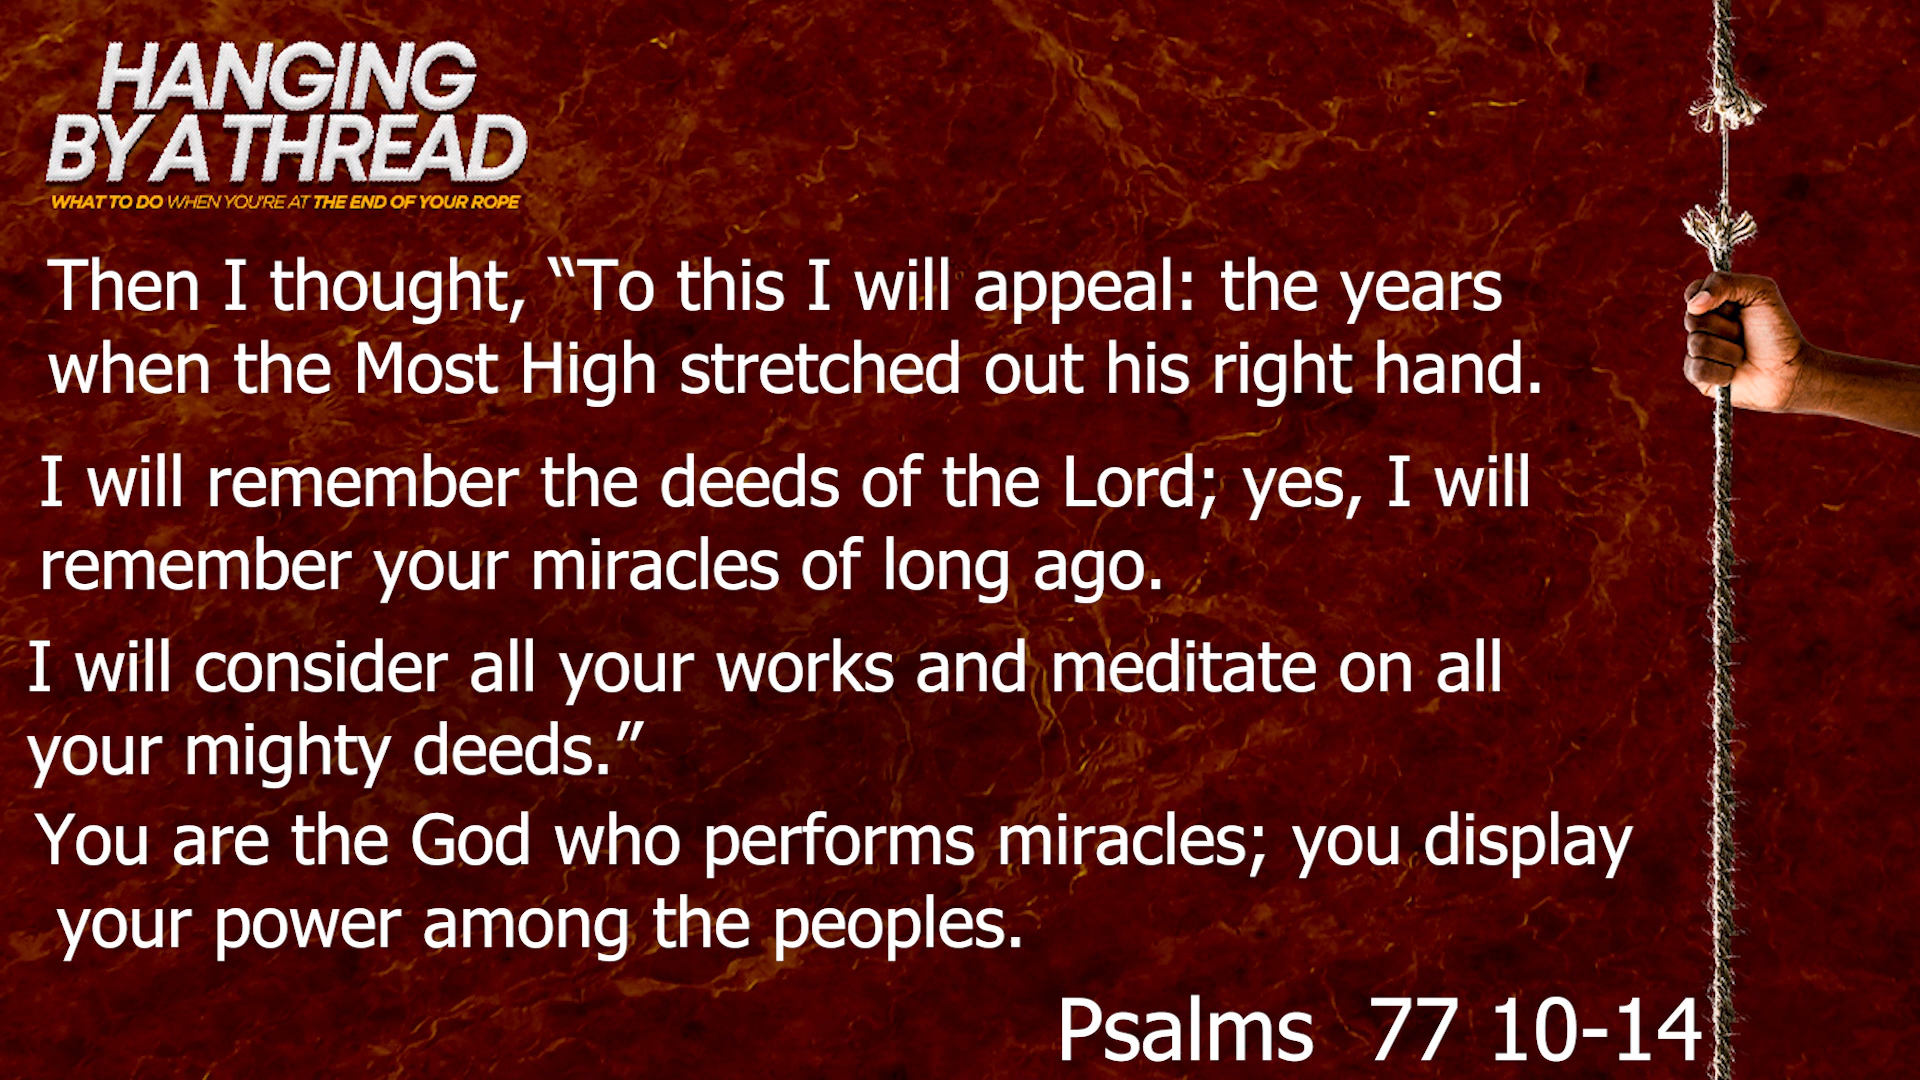 HANGING
BY A THREAD
WHAT TO DO WHEN YOU'RE AT THE END OF YOUR ROPE
Then I thought, “To this I will appeal: the years
when the Most High stretched out his right hand.
I will remember the deeds of the Lord; yes, I will
remember your miracles of long ago.
I will consider all your works and meditate on all
your mighty deeds.”
You are the God who performs miracles; you display
your power among the peoples.
Psalms 77 10-14